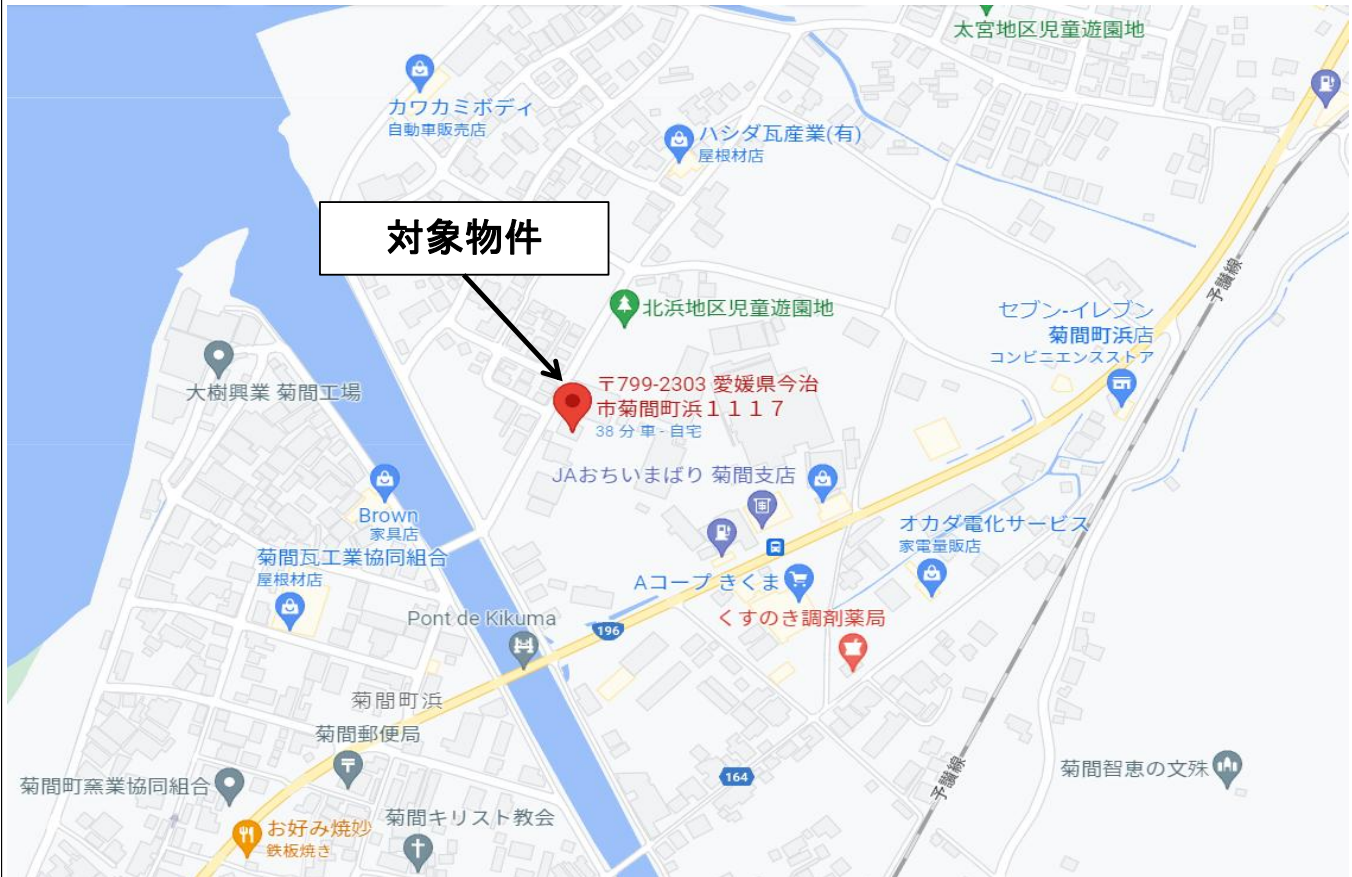 太宮地区児童遊園地
カワカミボディ
自動車販売店
ハシダ瓦産業(有)
屋根材店
対象物件
予讃線
北浜地区児童遊園地
セブン-イレブン
菊間町浜店
コンビニエンスストア
大樹興業 菊間工場
〒799-2303 愛媛県今治
市菊間町浜１１１７
38 分 車 - 自宅
JAおちいまばり 菊間支店
Brown
家具店
オカダ電化サービス
家電量販店
菊間瓦工業協同組合
屋根材店
Aコープ きくま
Pont de Kikuma
196
くすのき調剤薬局
菊間町浜
菊間郵便局
164
予讃線
菊間智恵の文殊
菊間町窯業協同組合
お好み焼妙
鉄板焼き
菊間キリスト教会